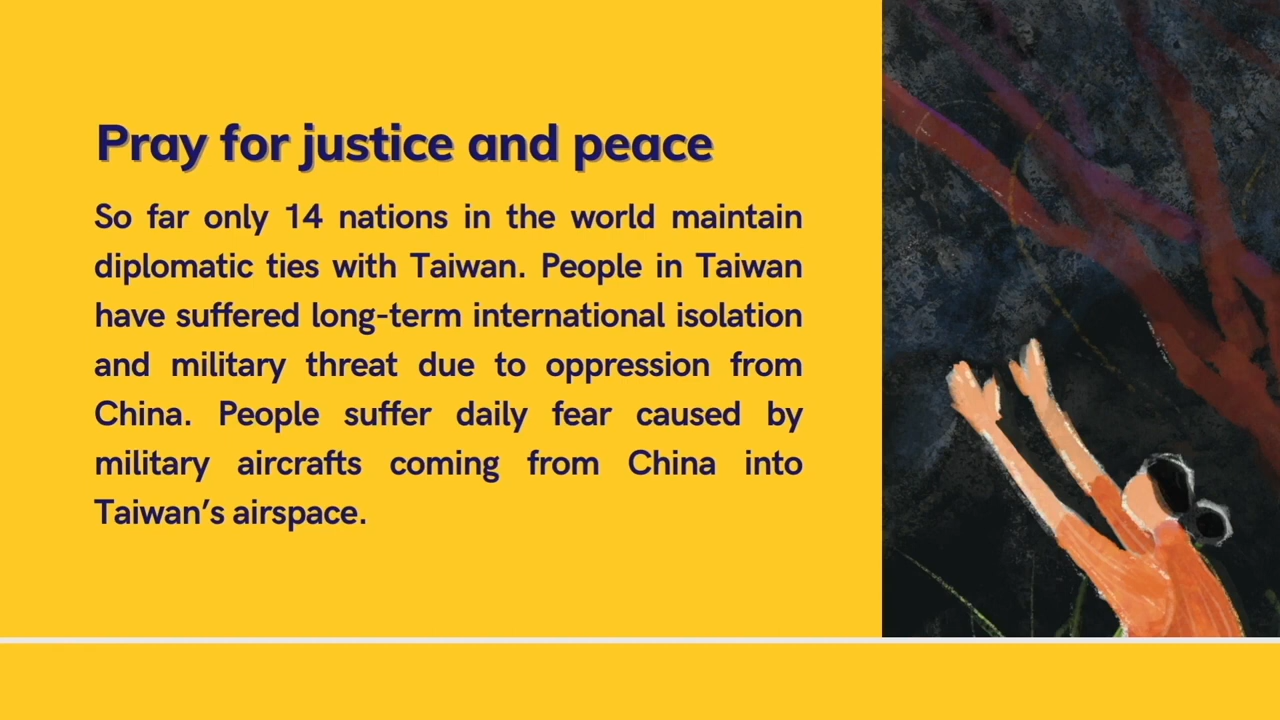 Pray for justice and peace
So far only 14 nations in the world maintain
diplomatic ties with Taiwan. People in Taiwan
have suffered long-term international isolation
and military threat due to oppression from
China. People suffer daily fear caused by
military aircrafts coming from China into
Taiwan’s airspace.